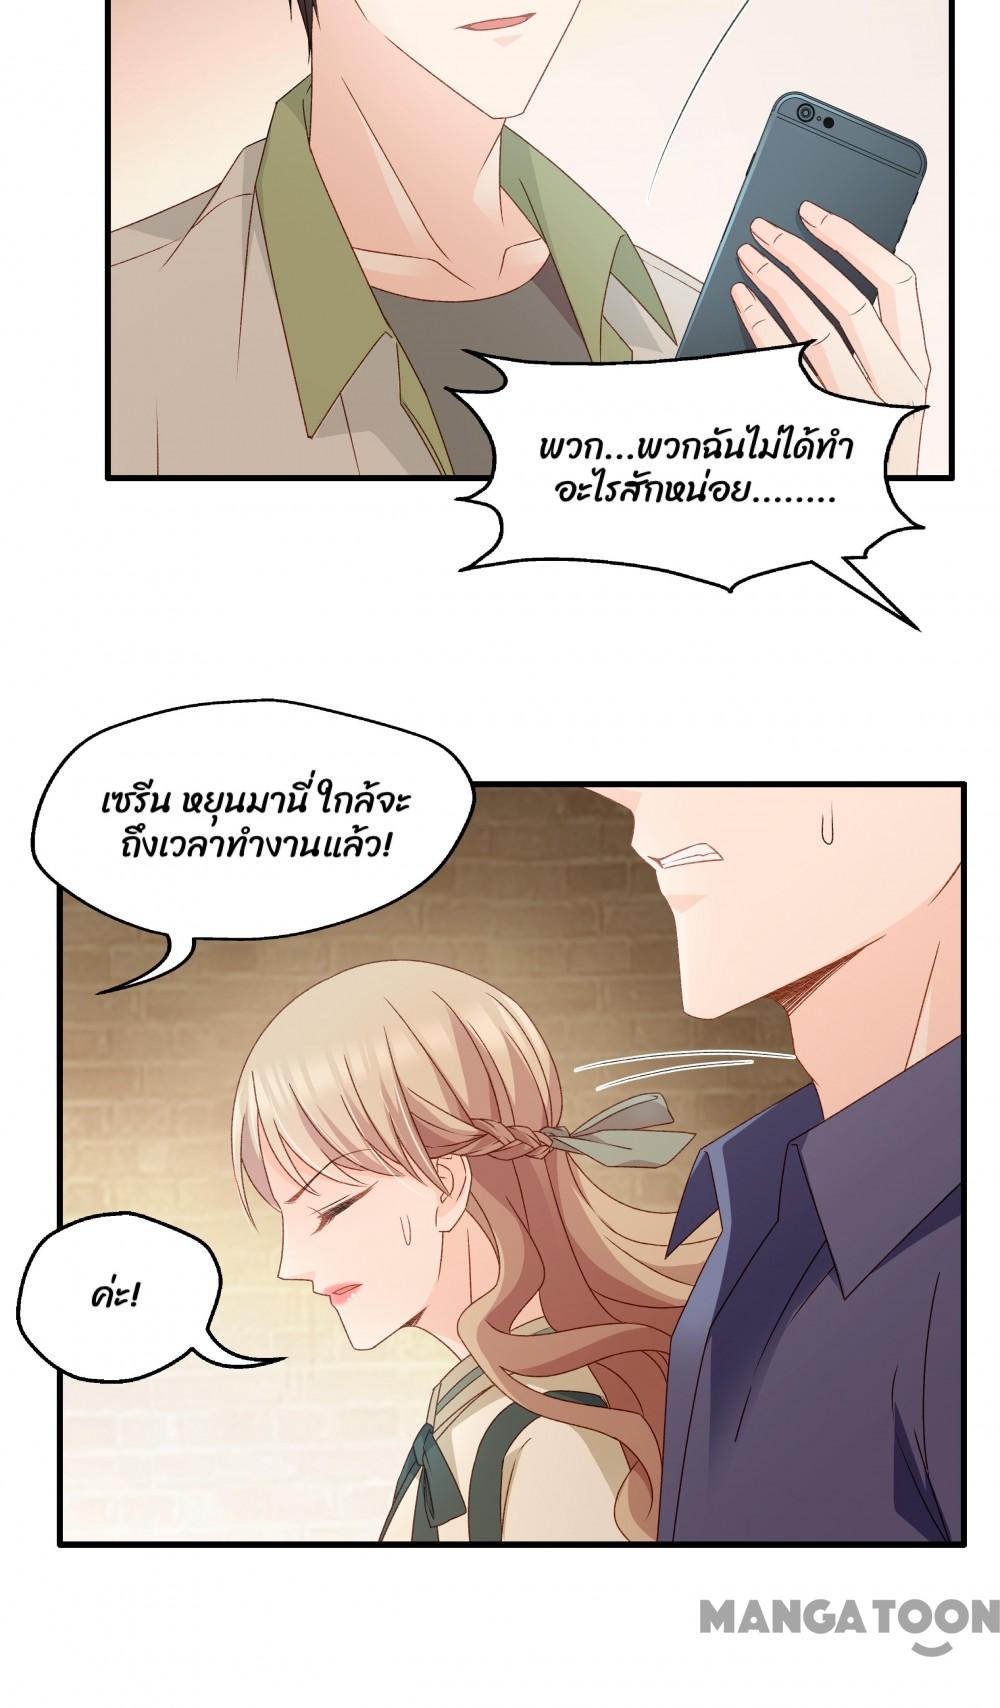 พวก...พวกฉันไม่ได้ทำ
อะไรสักหน่อย........
เซรีน หยุนมานี่ ใกล้จะ
ถึงเวลาทำงานแล้ว!
ค่ะ!
MANGATOON